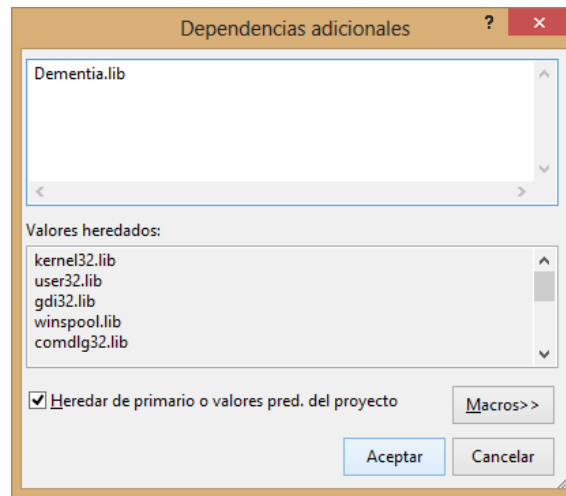 Dependencias adicionales
?
Dementia.lib
Valores heredados:
kernel32.lib
user32.lib
gdi32.lib
winspool.lib
comdlg32.lib
Heredar de primario o valores pred. del proyecto
Macros>>
Aceptar
Cancelar